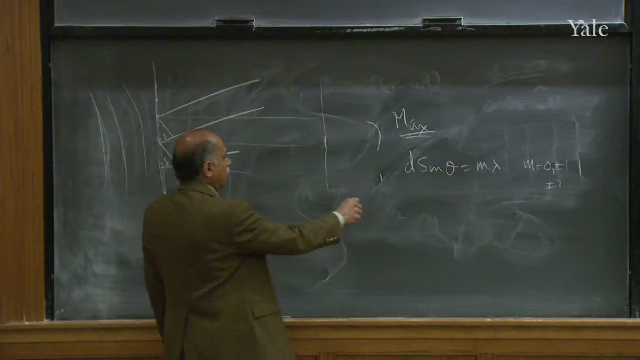 Yale
Max
d Sin θ = mλ m = 0, ±1
±2